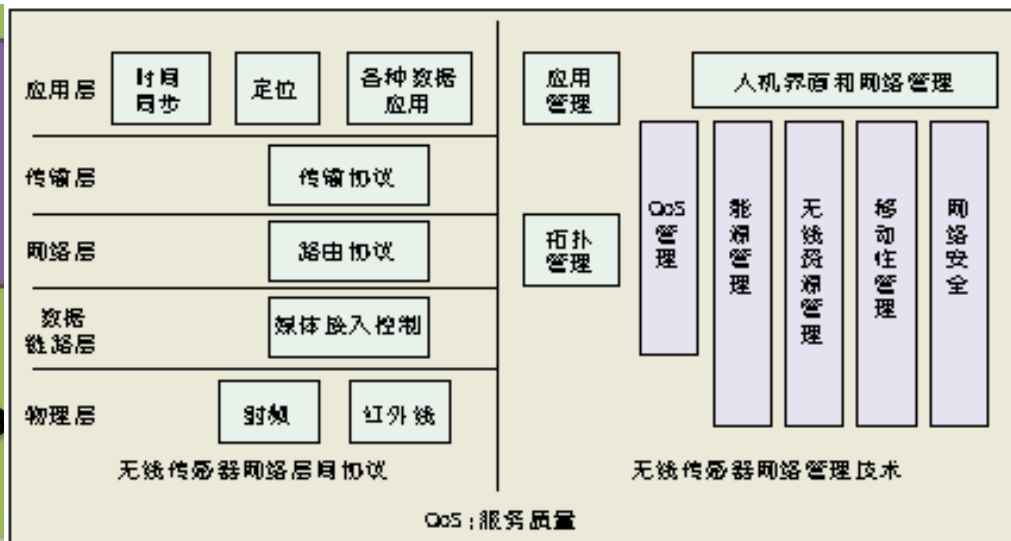 应用层
时间
同步
定位
各种数据
应用
传输层
传输协议
网络层
路由协议
数据
链路层
媒体接入控制
物理层
射频
红外线
无线传感器网络层间协议
应用
管理
人机界面和网络管理
拓扑
管理
QoS
管
理
能
源
管
理
无
线
资
源
管
理
移
动
性
管
理
网
络
安
全
无线传感器网络管理技术
QoS:服务质量